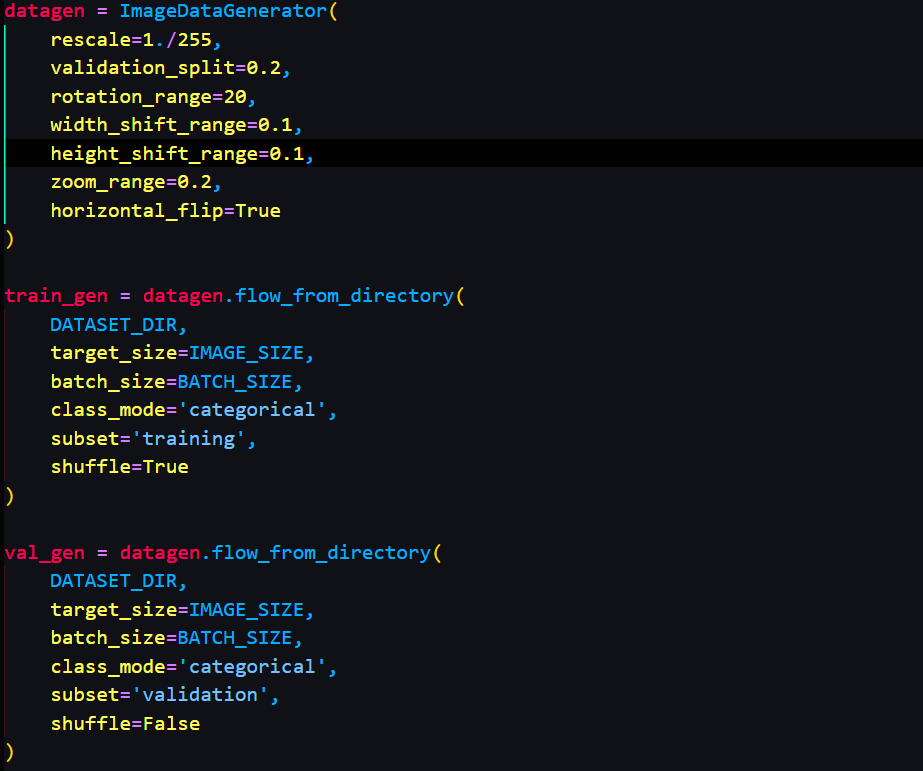 datagen = ImageDataGenerator(
    rescale=1./255,
    validation_split=0.2,
    rotation_range=20,
    width_shift_range=0.1,
    height_shift_range=0.1,
    zoom_range=0.2,
    horizontal_flip=True
)

train_gen = datagen.flow_from_directory(
    DATASET_DIR,
    target_size=IMAGE_SIZE,
    batch_size=BATCH_SIZE,
    class_mode='categorical',
    subset='training',
    shuffle=True
)

val_gen = datagen.flow_from_directory(
    DATASET_DIR,
    target_size=IMAGE_SIZE,
    batch_size=BATCH_SIZE,
    class_mode='categorical',
    subset='validation',
    shuffle=False
)